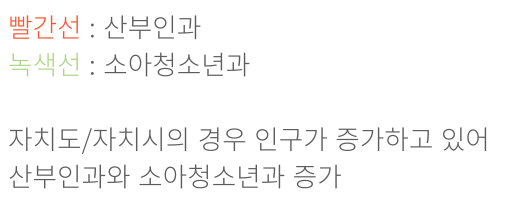 빨간선 : 산부인과
녹색선 : 소아청소년과
자치도/자치시의 경우 인구가 증가하고 있어
산부인과와 소아청소년과 증가